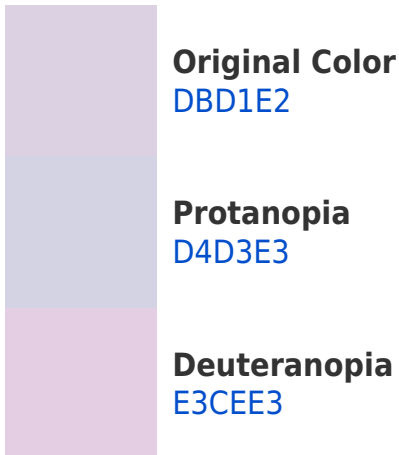 Original Color
DBD1E2
Protanopia
D4D3E3
Deuteranopia
E3CEE3